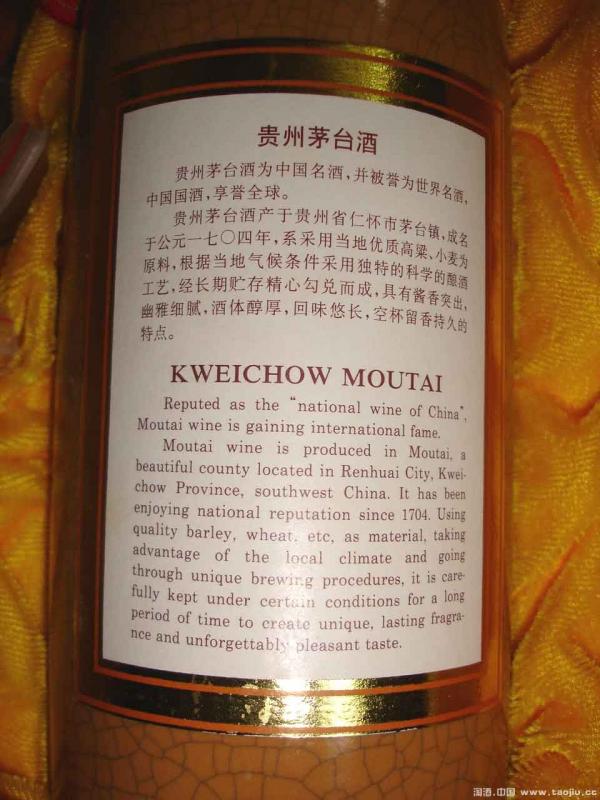 贵州茅台酒
贵州茅台酒为中国名酒,并被誉为世界名酒,
中国国酒,享誉全球。
贵州茅台酒产于贵州省仁怀市茅台镇,成名
于公元一七〇四年,系采用当地优质高粱、小麦为
原料,根据当地气候条件采用独特的科学的酿酒
工艺,经长期贮存精心勾兑而成,具有酱香突出,
幽雅细腻,酒体醇厚,回味悠长,空杯留香持久的
特点。
KWEICHOW MOUTAI
Reputed as the "national wine of China",
Moutai wine is gaining international fame.
Moutai wine is produced in Moutai, a
beautiful county located in Renhuai City, Kwei-
chow Province, southwest China. It has been
enjoying national reputation since 1704. Using
quality barley, wheat, etc, as material, taking
advantage of the local climate and going
through unique brewing procedures, it is care-
fully kept under certain conditions for a long
period of time to create unique, lasting fragra-
nce and unforgettably pleasant taste.
淘酒.中国 www.taojiu.cc